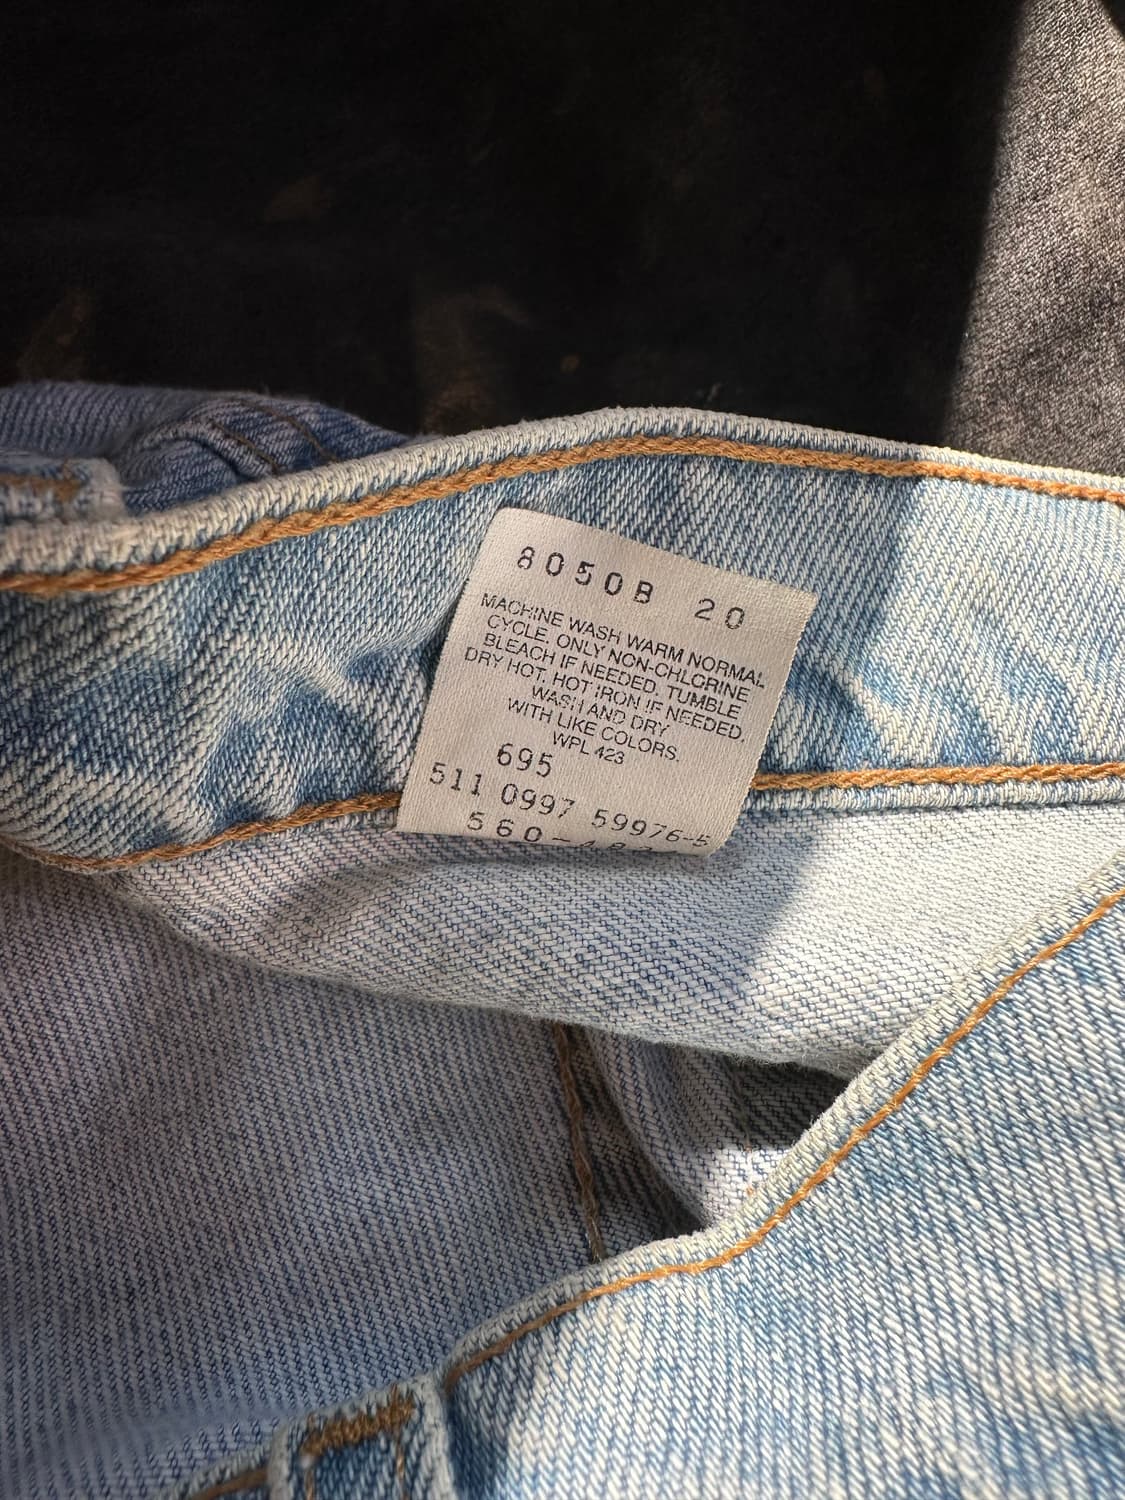 8050B 20
MACHINE WASH WARM NORMAL
CYCLE. ONLY NON-CHLORINE
BLEACH IF NEEDED. TUMBLE
DRY HOT. HOT IRON IF NEEDED.
WASH AND DRY
WITH LIKE COLORS.
WPL 423
695
511 0997 59976-5
560-